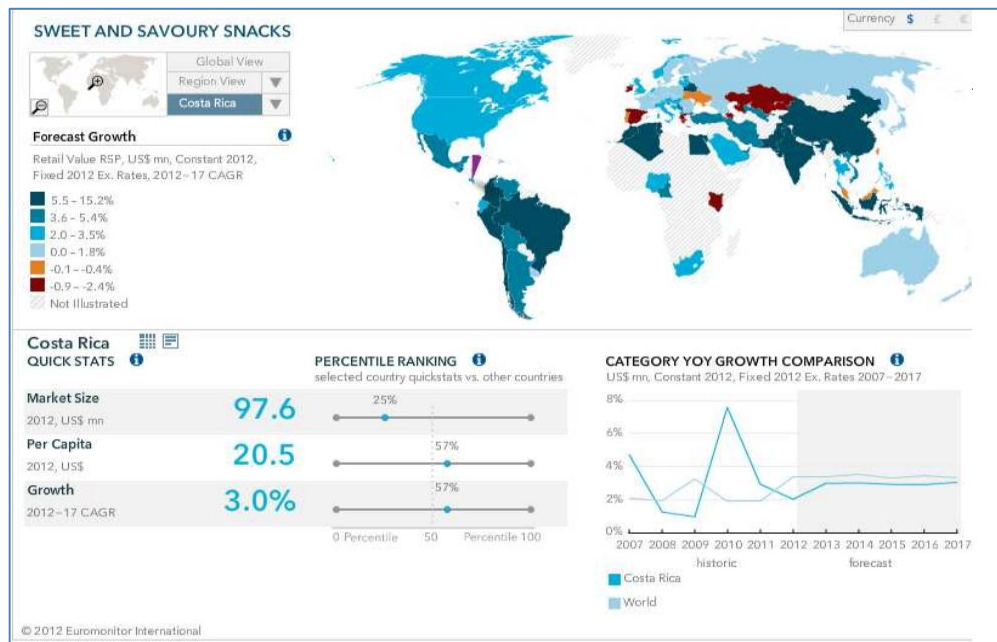 SWEET AND SAVOURY SNACKS
Currency $ £ €
Global View
Region View
Costa Rica
Forecast Growth
Retail Value RSP, US$ mn, Constant 2012,
Fixed 2012 Ex. Rates, 2012-17 CAGR
5.5 - 15.2%
3.6 - 5.4%
2.0 - 3.5%
0.0 - 1.8%
-0.1 - -0.4%
-0.9 - -2.4%
Not Illustrated
Costa Rica
QUICK STATS
Market Size
2012, US$ mn
97.6
Per Capita
2012, US$
20.5
Growth
2012-17 CAGR
3.0%
PERCENTILE RANKING
selected country quickstats vs. other countries
25%
57%
57%
0 Percentile 50 Percentile 100
CATEGORY YOY GROWTH COMPARISON
US$ mn, Constant 2012, Fixed 2012 Ex. Rates 2007-2017
8%
6%
4%
2%
0%
2007 2008 2009 2010 2011 2012 2013 2014 2015 2016 2017
historic forecast
Costa Rica
World
© 2012 Euromonitor International